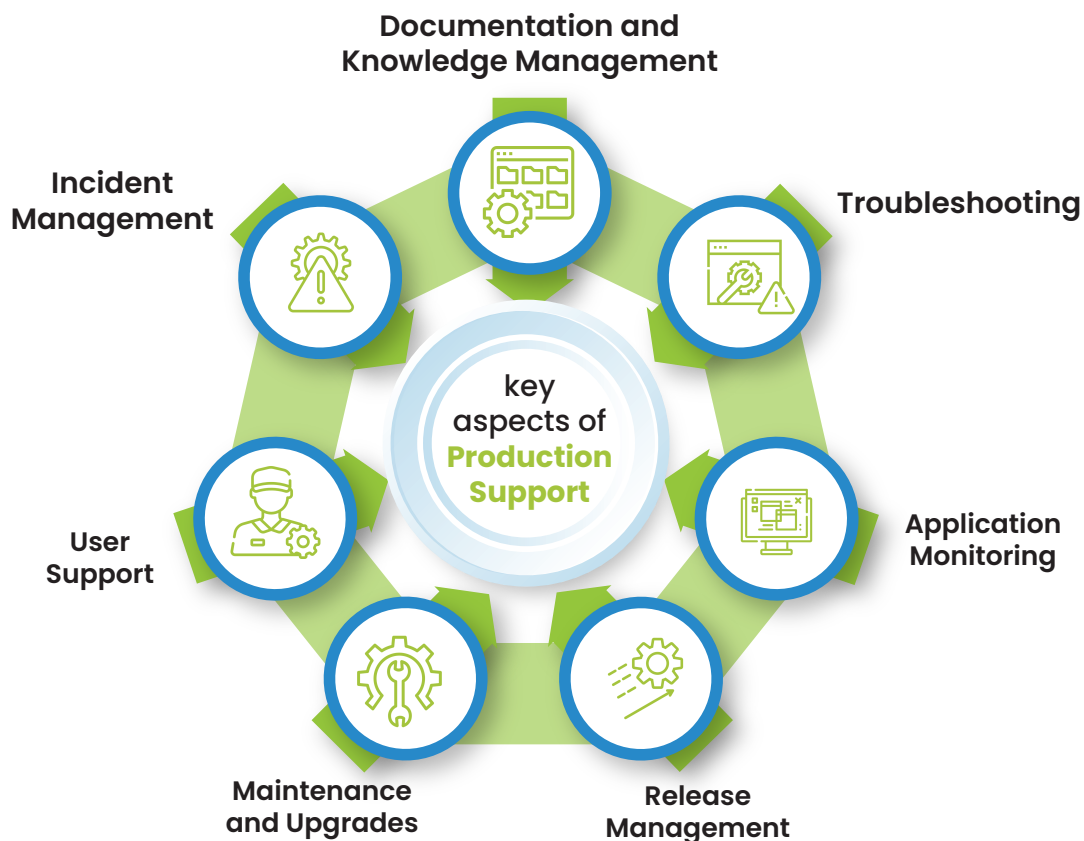 Documentation and
Knowledge Management
Incident
Management
Troubleshooting
key
aspects of
Production
Support
User
Support
Application
Monitoring
Maintenance
and Upgrades
Release
Management